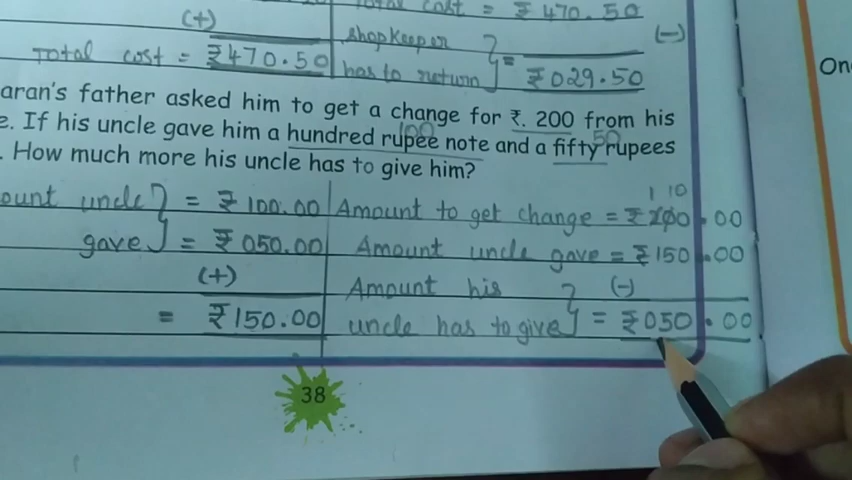 Total cost = ₹470.50
(+)
shopkeeper
has to return } = ₹029.50
(-)
Total cost = ₹470.50
On
aran's father asked him to get a change for ₹. 200 from his
e. If his uncle gave him a hundred rupee note and a fifty rupees
100 50
. How much more his uncle has to give him?
ount uncle } = ₹100.00
gave = ₹050.00
(+)
= ₹150.00
1 10
Amount to get change = ₹200.00
Amount uncle gave = ₹150.00
Amount his (-)
uncle has to give } = ₹050.00
38